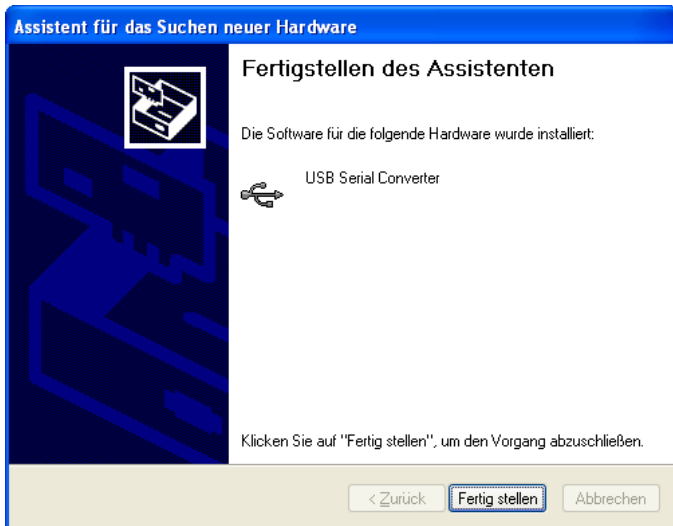 Assistent für das Suchen neuer Hardware
Fertigstellen des Assistenten
Die Software für die folgende Hardware wurde installiert:
USB Serial Converter
Klicken Sie auf "Fertig stellen", um den Vorgang abzuschließen.
< Zurück
Fertig stellen
Abbrechen